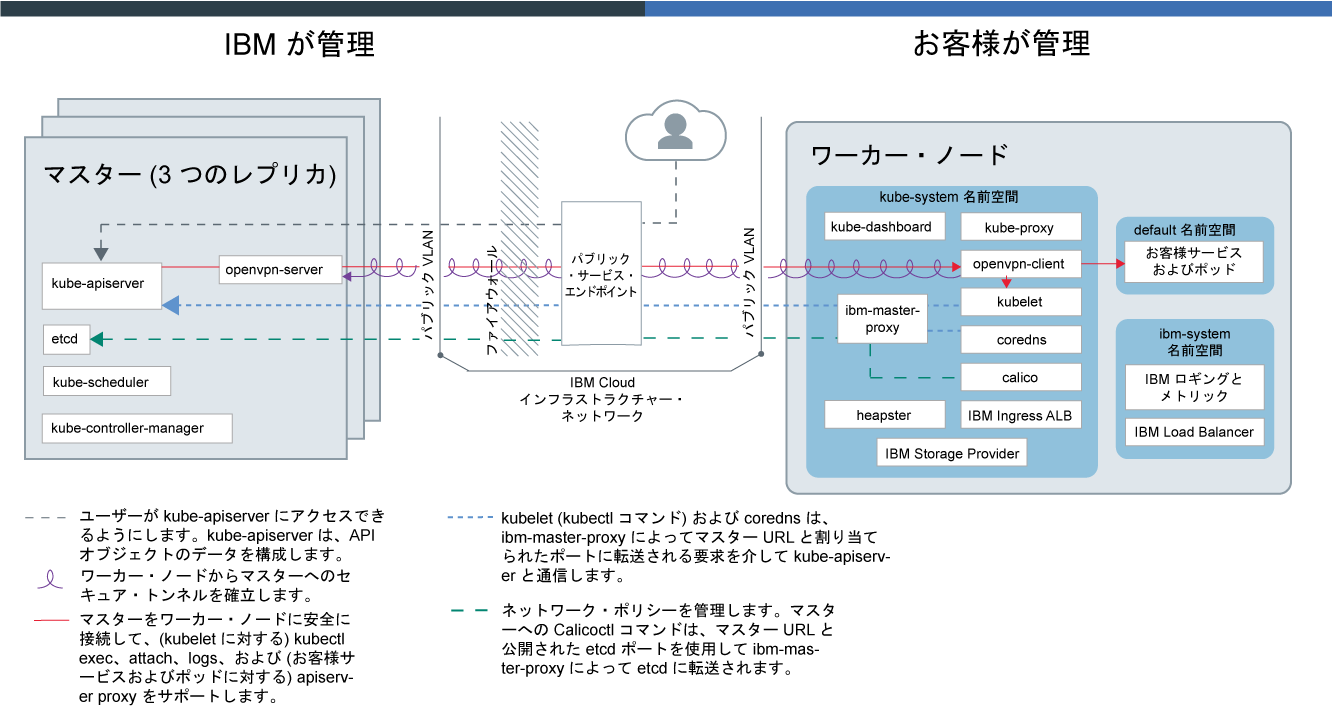 IBM が管理
お客様が管理
マスター (3 つのレプリカ)
kube-apiserver
openvpn-server
etcd
kube-scheduler
kube-controller-manager
パブリック VLAN
ファイアウォール
パブリック
・サービス・
エンドポイント
パブリック VLAN
IBM Cloud
インフラストラクチャー・
ネットワーク
ワーカー・ノード
kube-system 名前空間
kube-dashboard
kube-proxy
openvpn-client
kubelet
ibm-master-
proxy
coredns
calico
heapster
IBM Ingress ALB
IBM Storage Provider
default 名前空間
お客様サービス
およびポッド
ibm-system
名前空間
IBM ロギングと
メトリック
IBM Load Balancer
ユーザーが kube-apiserver にアクセスでき
るようにします。kube-apiserver は、API
オブジェクトのデータを構成します。
ワーカー・ノードからマスターへのセ
キュア・トンネルを確立します。
マスターをワーカー・ノードに安全に
接続して、(kubelet に対する) kubectl
exec、attach、logs、および (お客様サ
ービスおよびポッドに対する) apiserv-
er proxy をサポートします。
kubelet (kubectl コマンド) および coredns は、
ibm-master-proxy によってマスター URL と割り当て
られたポートに転送される要求を介して kube-apiserv-
er と通信します。
ネットワーク・ポリシーを管理します。マスタ
ーへの Calicoctl コマンドは、マスター URL と
公開された etcd ポートを使用して ibm-mas-
ter-proxy によって etcd に転送されます。